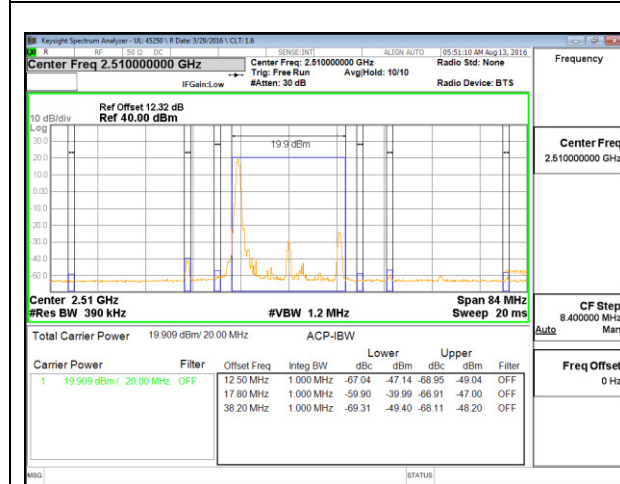 Keysight Spectrum Analyzer - UL: 45250 \ R Date: 3/29/2016 \ CLT: 1.6
R RF 50 Ω DC SENSE:INT ALIGN AUTO 05:51:10 AM Aug 13, 2016
Center Freq 2.510000000 GHz
Center Freq: 2.510000000 GHz
Radio Std: None
Trig: Free Run Avg|Hold: 10/10
IFGain:Low #Atten: 30 dB Radio Device: BTS
Frequency
Ref Offset 12.32 dB
10 dB/div Ref 40.00 dBm
Log
30.0
20.0
10.0
0.00
-10.0
-20.0
-30.0
-40.0
-50.0
19.9 dBm
Center 2.51 GHz Span 84 MHz
#Res BW 390 kHz #VBW 1.2 MHz Sweep 20 ms
Center Freq
2.510000000 GHz
CF Step
8.400000 MHz
Auto Man
Freq Offset
0 Hz
Total Carrier Power 19.909 dBm/ 20.00 MHz ACP-IBW
Lower Upper
Carrier Power Filter Offset Freq Integ BW dBc dBm dBc dBm Filter
1 19.909 dBm / 20.00 MHz OFF 12.50 MHz 1.000 MHz -67.04 -47.14 -68.95 -49.04 OFF
17.80 MHz 1.000 MHz -59.90 -39.99 -66.91 -47.00 OFF
38.20 MHz 1.000 MHz -69.31 -49.40 -68.11 -48.20 OFF
MSG STATUS